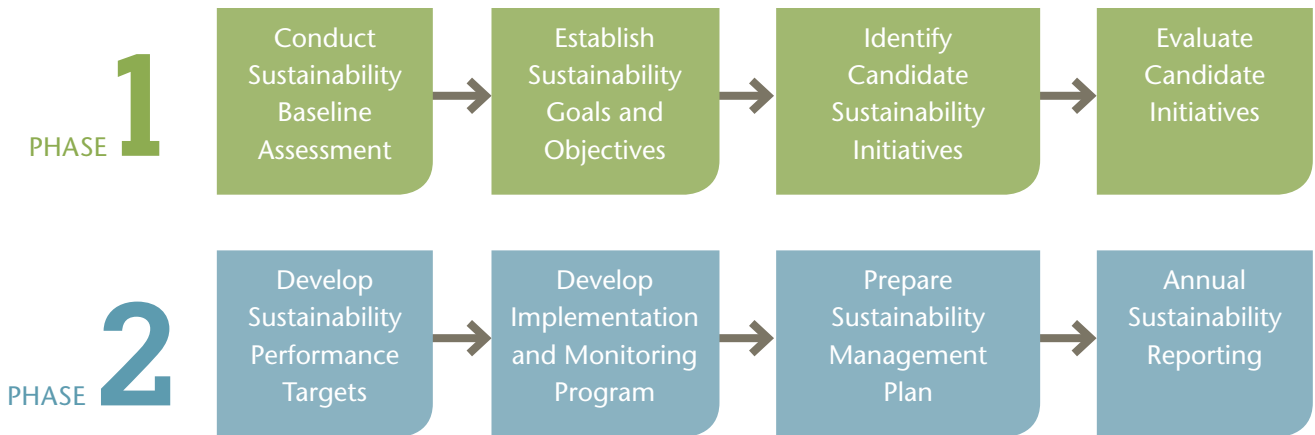 PHASE 1
Conduct
Sustainability
Baseline
Assessment
Establish
Sustainability
Goals and
Objectives
Identify
Candidate
Sustainability
Initiatives
Evaluate
Candidate
Initiatives
PHASE 2
Develop
Sustainability
Performance
Targets
Develop
Implementation
and Monitoring
Program
Prepare
Sustainability
Management
Plan
Annual
Sustainability
Reporting